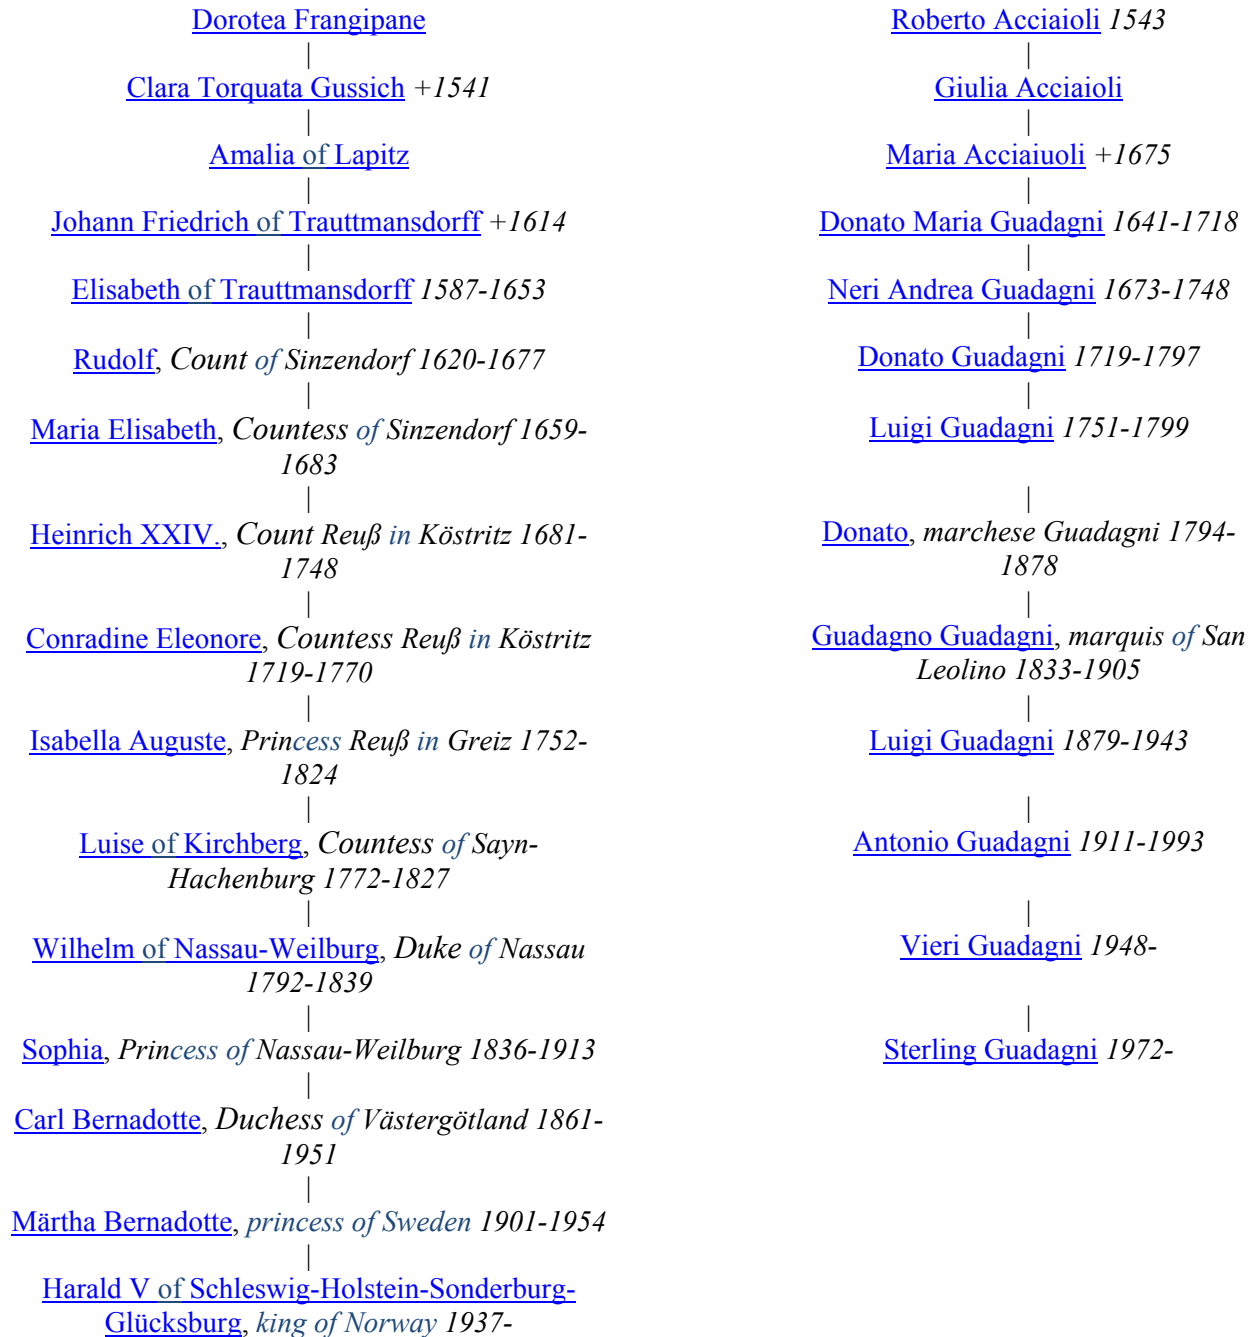 Dorotea Frangipane
|
Clara Torquata Gussich +1541
|
Amalia of Lapitz
|
Johann Friedrich of Trauttmansdorff +1614
|
Elisabeth of Trauttmansdorff 1587-1653
|
Rudolf, Count of Sinzendorf 1620-1677
|
Maria Elisabeth, Countess of Sinzendorf 1659-
1683
|
Heinrich XXIV., Count Reuß in Köstritz 1681-
1748
|
Conradine Eleonore, Countess Reuß in Köstritz
1719-1770
|
Isabella Auguste, Princess Reuß in Greiz 1752-
1824
|
Luise of Kirchberg, Countess of Sayn-
Hachenburg 1772-1827
|
Wilhelm of Nassau-Weilburg, Duke of Nassau
1792-1839
|
Sophia, Princess of Nassau-Weilburg 1836-1913
|
Carl Bernadotte, Duchess of Västergötland 1861-
1951
|
Märtha Bernadotte, princess of Sweden 1901-1954
|
Harald V of Schleswig-Holstein-Sonderburg-
Glücksburg, king of Norway 1937-
Roberto Acciaioli 1543
|
Giulia Acciaioli
|
Maria Acciaiuoli +1675
|
Donato Maria Guadagni 1641-1718
|
Neri Andrea Guadagni 1673-1748
|
Donato Guadagni 1719-1797
|
Luigi Guadagni 1751-1799
|
Donato, marchese Guadagni 1794-
1878
|
Guadagno Guadagni, marquis of San
Leolino 1833-1905
|
Luigi Guadagni 1879-1943
|
Antonio Guadagni 1911-1993
|
Vieri Guadagni 1948-
|
Sterling Guadagni 1972-